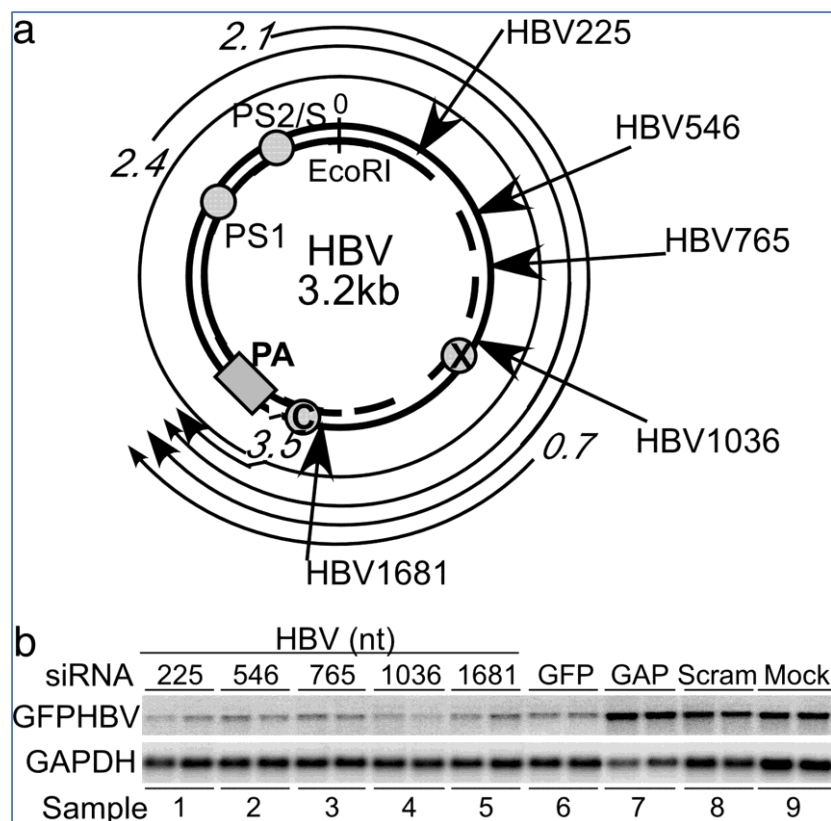 a
2.1
HBV225
PS2/S 0
HBV546
EcoRI
2.4
PS1
HBV
3.2kb
HBV765
PA
X
C
3.5
0.7
HBV1036
HBV1681
b
HBV (nt)
siRNA 225 546 765 1036 1681 GFP GAP Scram Mock
GFPHBV
GAPDH
Sample 1 2 3 4 5 6 7 8 9